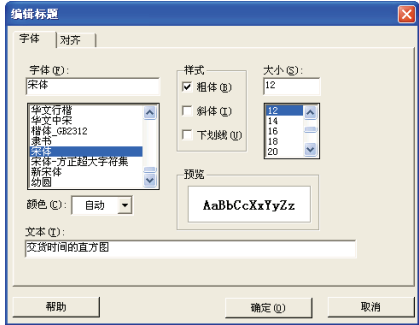 编辑标题
字体 对齐
字体(F):
宋体
华文行楷
华文中宋
楷体_GB2312
隶书
宋体
宋体-方正超大字符集
新宋体
幼圆
样式
粗体(B)
斜体(I)
下划线(U)
大小(S):
12
12
14
16
18
20
颜色(C): 自动
预览
AaBbCcXxYyZz
文本(T):
交货时间的直方图
帮助 确定(O) 取消